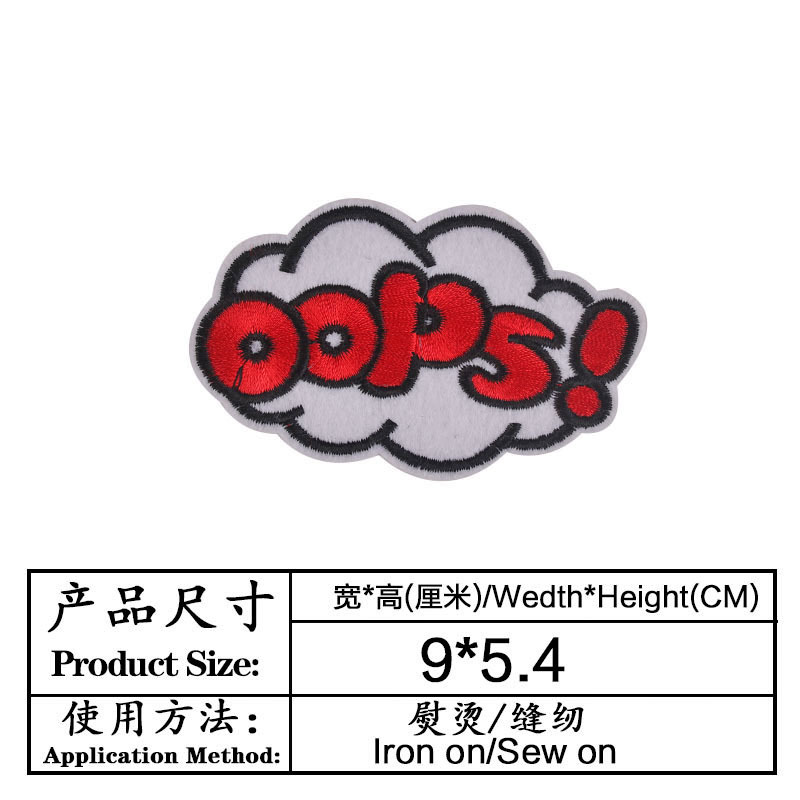 oops!
产品尺寸
Product Size:
宽*高(厘米)/Wedth*Height(CM)
9*5.4
使用方法:
Application Method:
熨烫/缝纫
Iron on/Sew on